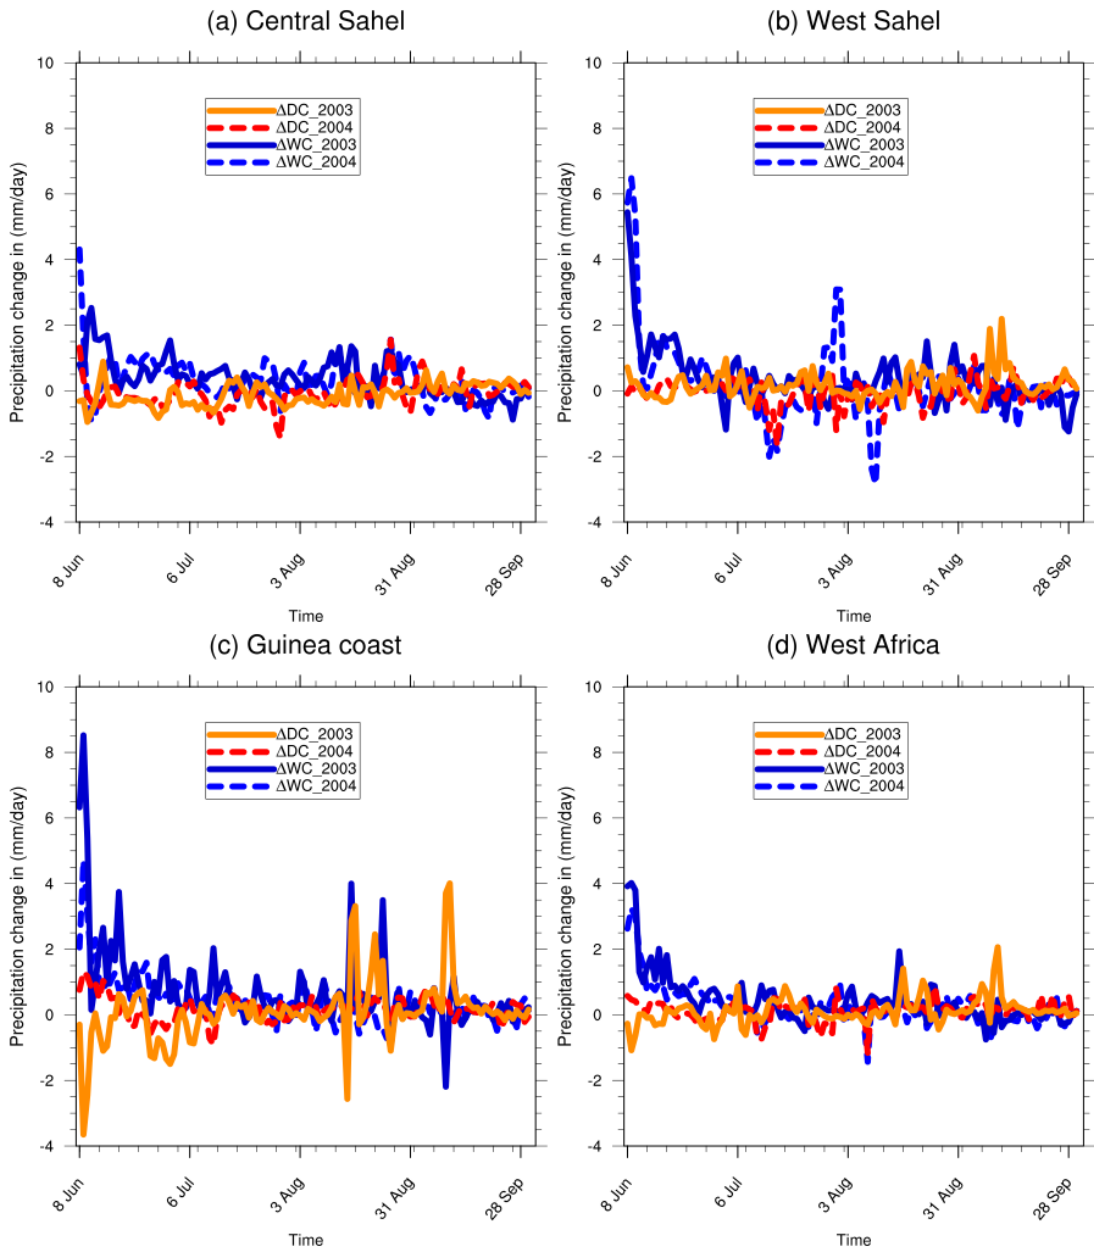 (a) Central Sahel
10
8
6
4
2
0
-2
-4
Precipitation change in (mm/day)
ΔDC_2003
ΔDC_2004
ΔWC_2003
ΔWC_2004
8 Jun
6 Jul
3 Aug
31 Aug
28 Sep
Time
(b) West Sahel
10
8
6
4
2
0
-2
-4
Precipitation change in (mm/day)
ΔDC_2003
ΔDC_2004
ΔWC_2003
ΔWC_2004
8 Jun
6 Jul
3 Aug
31 Aug
28 Sep
Time
(c) Guinea coast
10
8
6
4
2
0
-2
-4
Precipitation change in (mm/day)
ΔDC_2003
ΔDC_2004
ΔWC_2003
ΔWC_2004
8 Jun
6 Jul
3 Aug
31 Aug
28 Sep
Time
(d) West Africa
10
8
6
4
2
0
-2
-4
Precipitation change in (mm/day)
ΔDC_2003
ΔDC_2004
ΔWC_2003
ΔWC_2004
8 Jun
6 Jul
3 Aug
31 Aug
28 Sep
Time